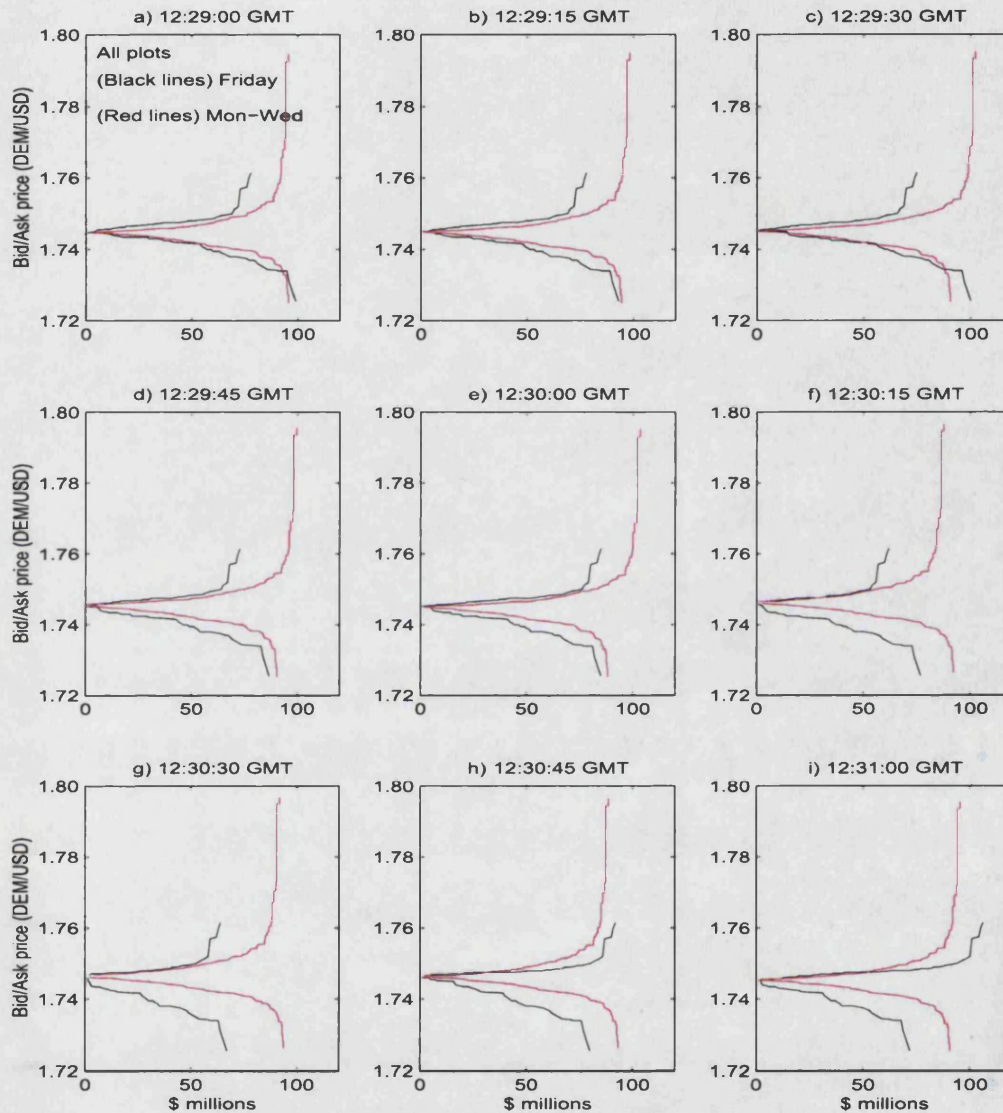 a) 12:29:00 GMT
b) 12:29:15 GMT
c) 12:29:30 GMT
Bid/Ask price (DEM/USD)
1.80
1.78
1.76
1.74
1.72
All plots
(Black lines) Friday
(Red lines) Mon-Wed
0 50 100
1.80
1.78
1.76
1.74
1.72
0 50 100
1.80
1.78
1.76
1.74
1.72
0 50 100
d) 12:29:45 GMT
e) 12:30:00 GMT
f) 12:30:15 GMT
Bid/Ask price (DEM/USD)
1.80
1.78
1.76
1.74
1.72
0 50 100
1.80
1.78
1.76
1.74
1.72
0 50 100
1.80
1.78
1.76
1.74
1.72
0 50 100
g) 12:30:30 GMT
h) 12:30:45 GMT
i) 12:31:00 GMT
Bid/Ask price (DEM/USD)
1.80
1.78
1.76
1.74
1.72
0 50 100
$ millions
1.80
1.78
1.76
1.74
1.72
0 50 100
$ millions
1.80
1.78
1.76
1.74
1.72
0 50 100
$ millions